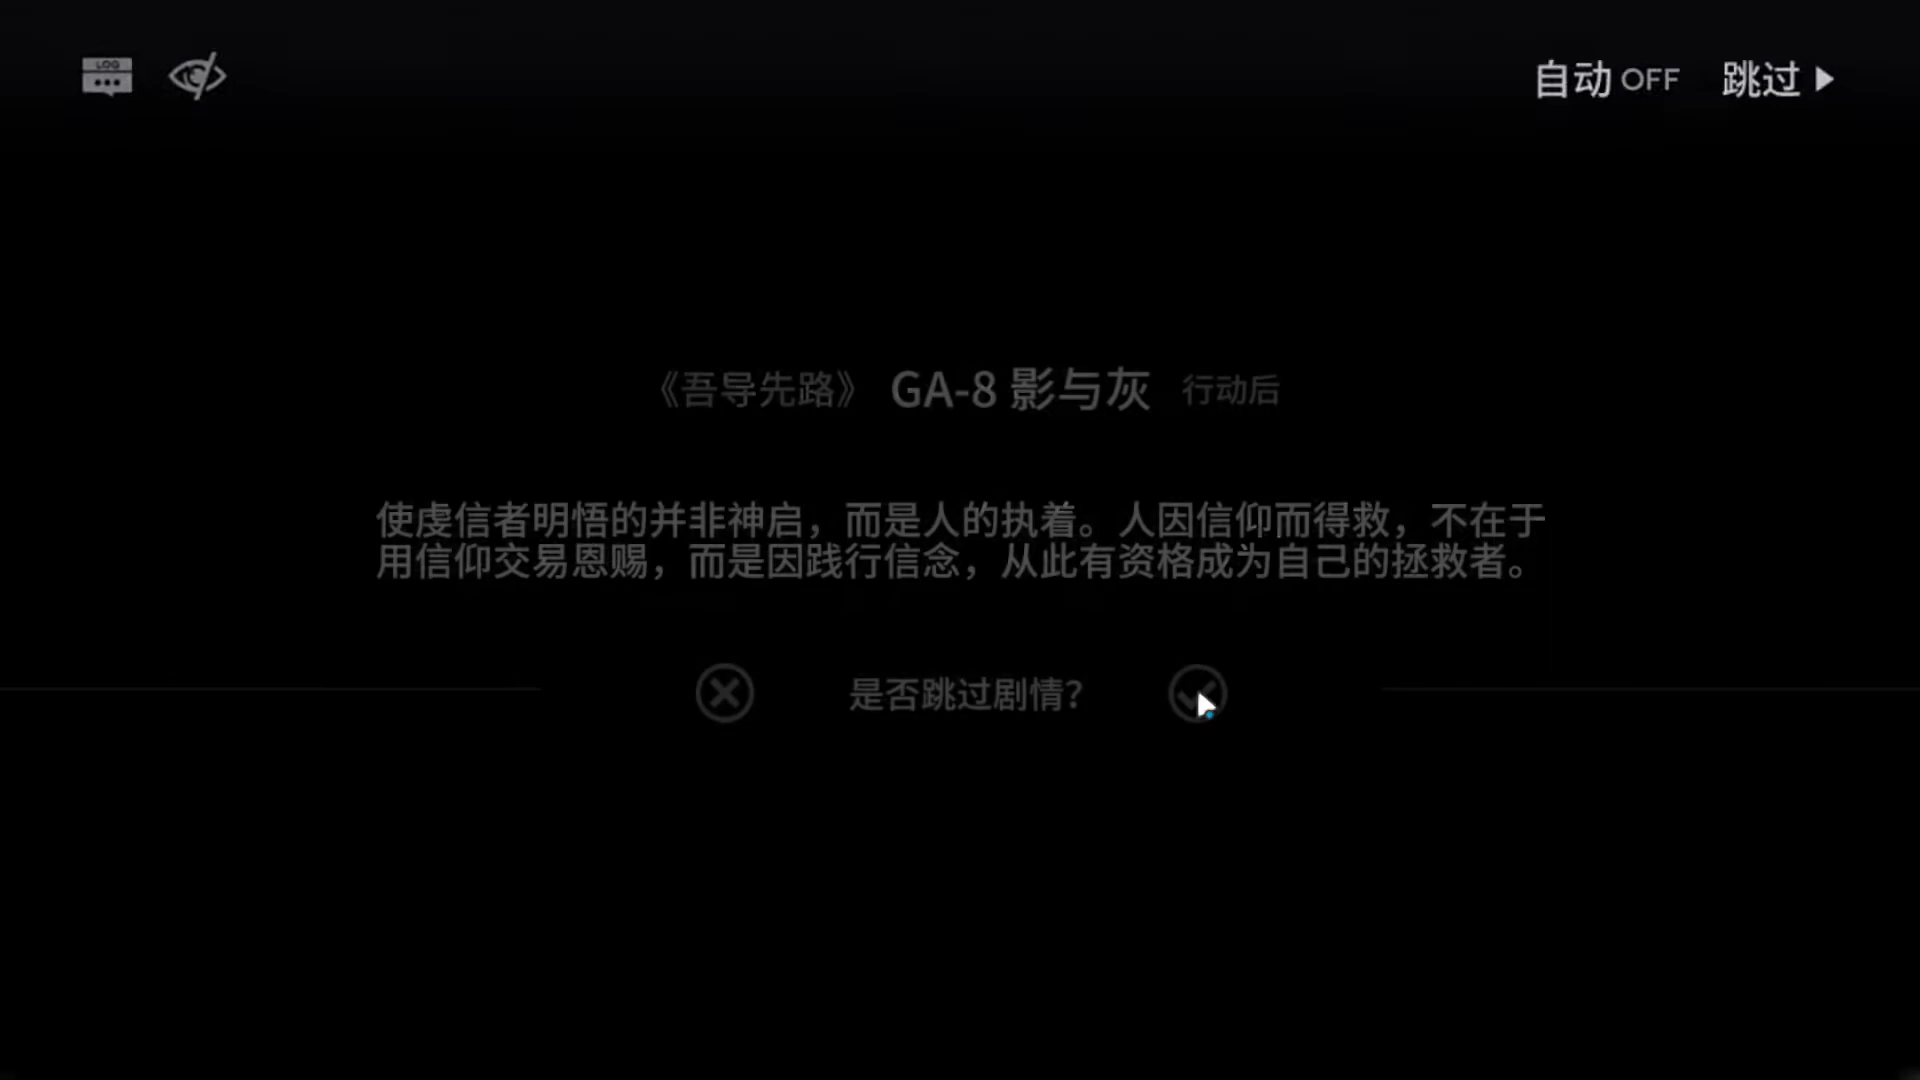 LOG
自动 OFF 跳过
《吾导先路》 GA-8 影与灰 行动后
使虔信者明悟的并非神启，而是人的执着。人因信仰而得救，不在于
用信仰交易恩赐，而是因践行信念，从此有资格成为自己的拯救者。
是否跳过剧情?